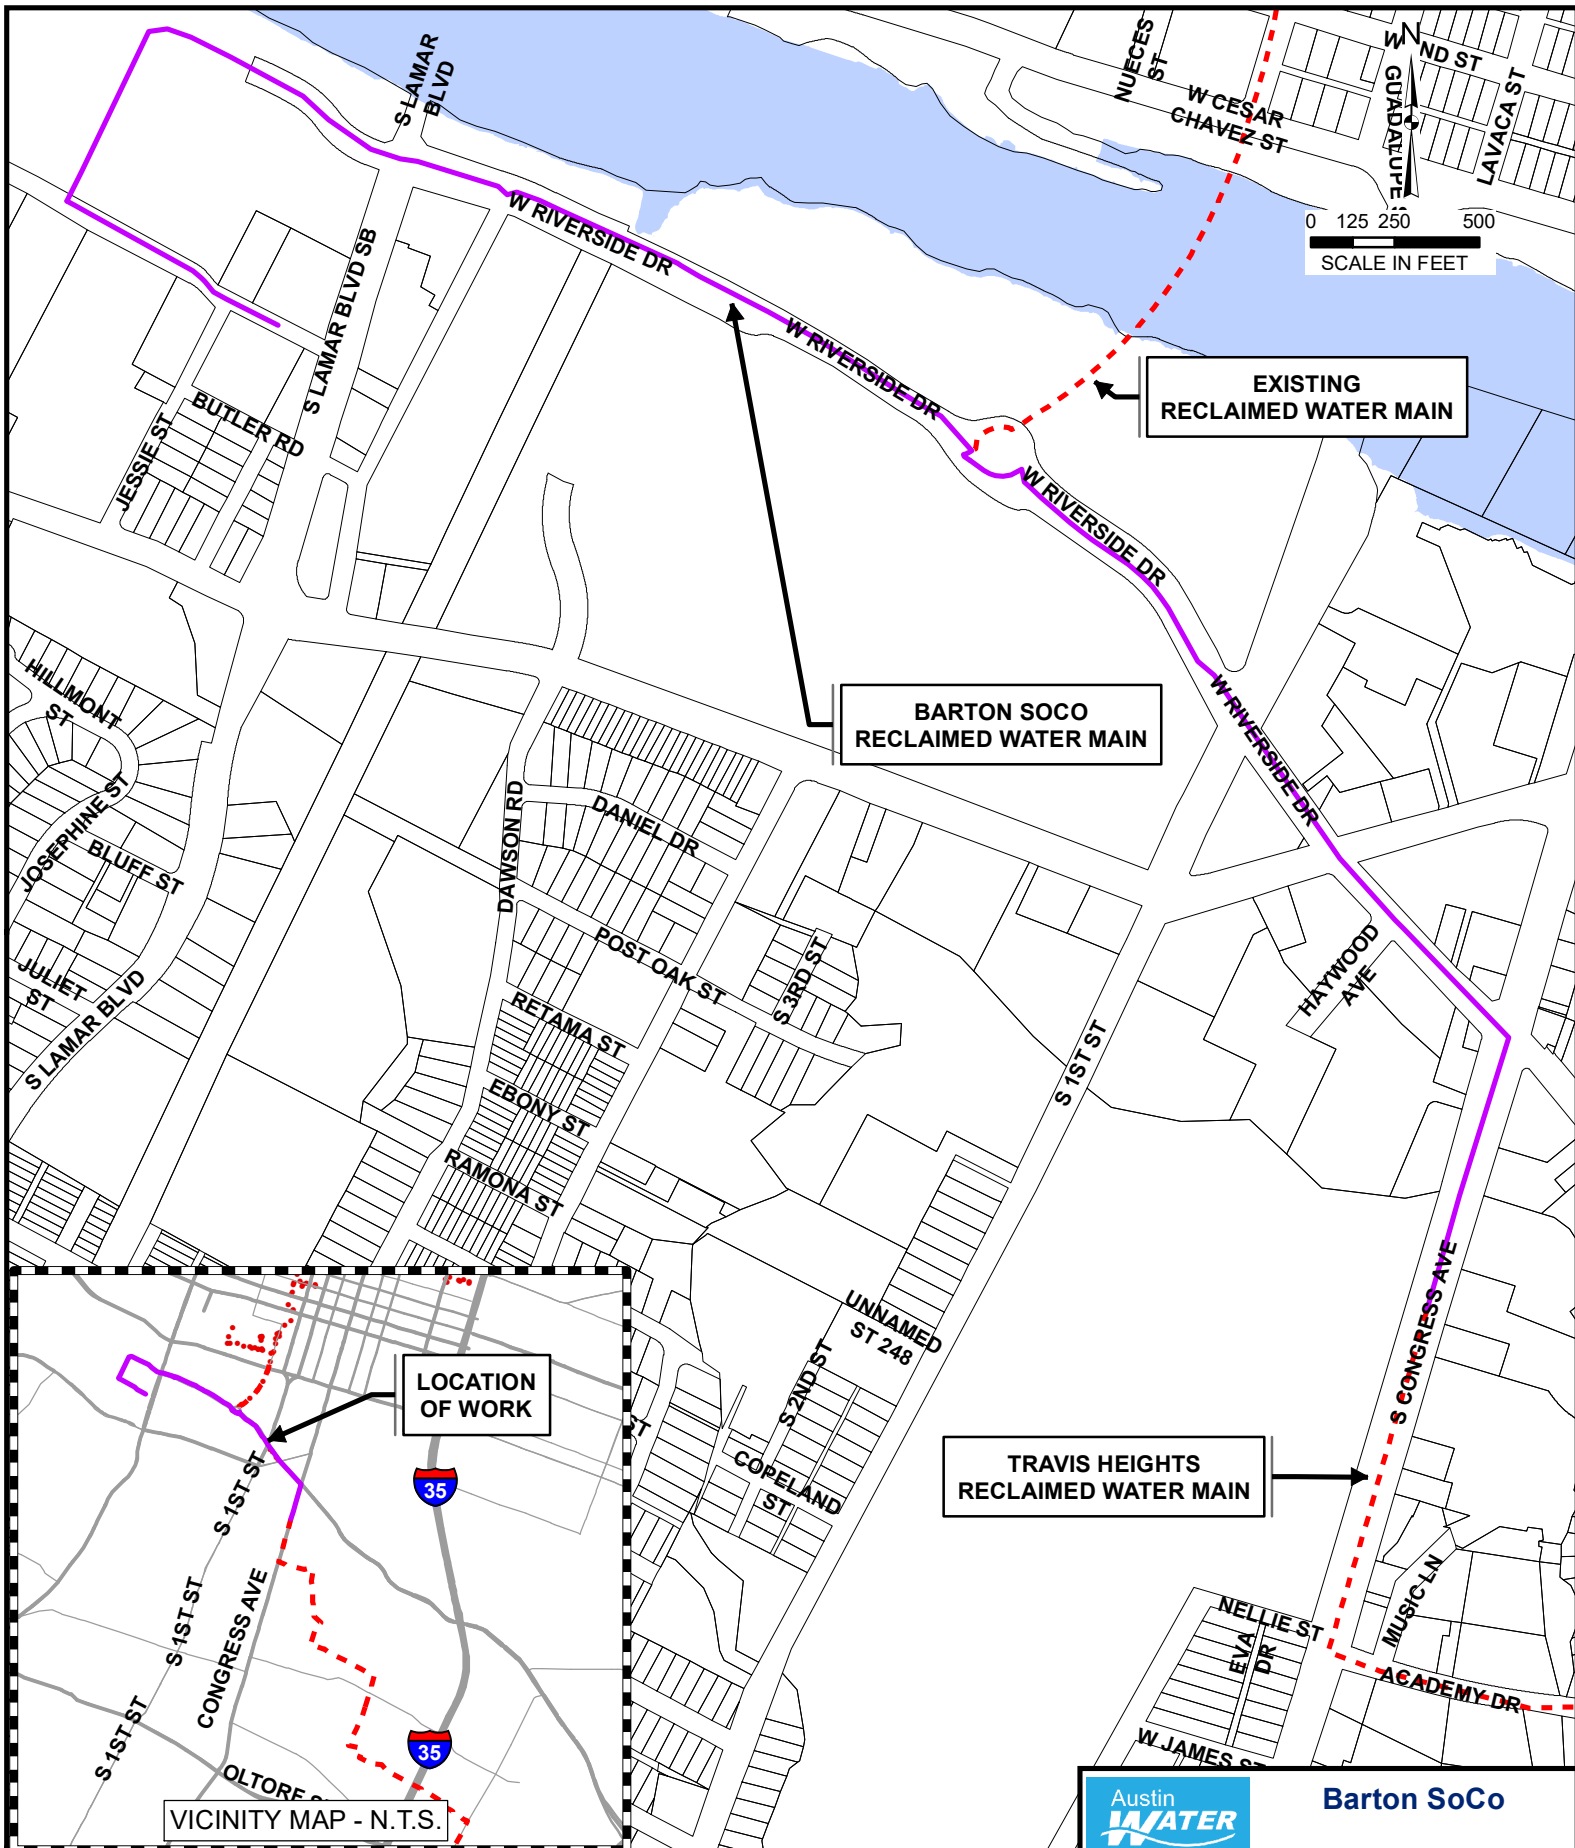 S LAMAR
BLVD
NUECES
ST
W CESAR
CHAVEZ ST
W
ND ST
N
GUADALUPE S
LAVACA ST
0 125 250 500
SCALE IN FEET
W RIVERSIDE DR
W RIVERSIDE DR
S LAMAR BLVD SB
BUTLER RD
JESSIE ST
EXISTING
RECLAIMED WATER MAIN
W RIVERSIDE DR
BARTON SOCO
RECLAIMED WATER MAIN
W RIVERSIDE DR
HILLMONT
ST
JOSEPHINE ST
BLUFF ST
JULIET
ST
S LAMAR BLVD
DAWSON RD
DANIEL DR
POST OAK ST
S 3RD ST
RETAMA ST
EBONY ST
RAMONA ST
S 1ST ST
HAYWOOD
AVE
S CONGRESS AVE
UNNAMED
ST 248
S 2ND ST
COPELAND
ST
ST
TRAVIS HEIGHTS
RECLAIMED WATER MAIN
NELLIE ST
EVA
DR
MUSIC LN
ACADEMY DR
W JAMES ST
LOCATION
OF WORK
35
S 1ST ST
S 1ST ST
CONGRESS AVE
S 1ST ST
35
VICINITY MAP - N.T.S.
Austin
WATER
Barton SoCo